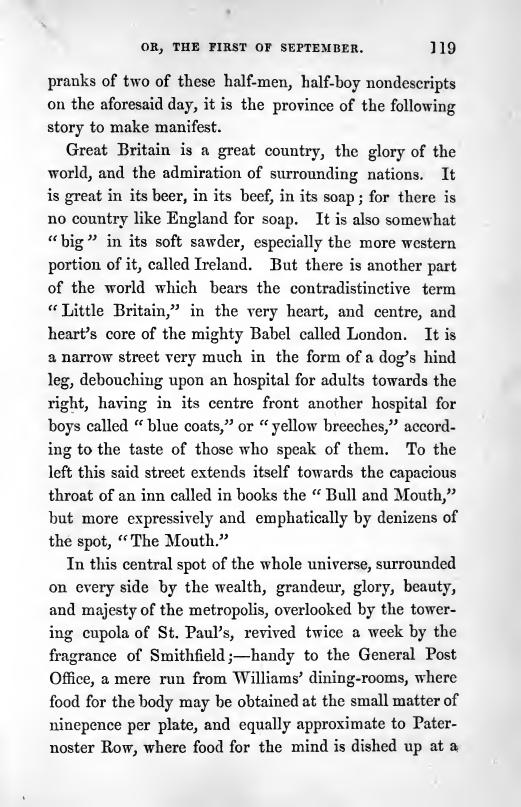 OR, THE FIRST OF SEPTEMBER. 119
pranks of two of these half-men, half-boy nondescripts
on the aforesaid day, it is the province of the following
story to make manifest.
Great Britain is a great country, the glory of the
world, and the admiration of surrounding nations. It
is great in its beer, in its beef, in its soap; for there is
no country like England for soap. It is also somewhat
“big” in its soft sawder, especially the more western
portion of it, called Ireland. But there is another part
of the world which bears the contradistinctive term
“Little Britain,” in the very heart, and centre, and
heart’s core of the mighty Babel called London. It is
a narrow street very much in the form of a dog’s hind
leg, debouching upon an hospital for adults towards the
right, having in its centre front another hospital for
boys called “blue coats,” or “yellow breeches,” accord-
ing to the taste of those who speak of them. To the
left this said street extends itself towards the capacious
throat of an inn called in books the “Bull and Mouth,”
but more expressively and emphatically by denizens of
the spot, “The Mouth.”
In this central spot of the whole universe, surrounded
on every side by the wealth, grandeur, glory, beauty,
and majesty of the metropolis, overlooked by the tower-
ing cupola of St. Paul’s, revived twice a week by the
fragrance of Smithfield;—handy to the General Post
Office, a mere run from Williams’ dining-rooms, where
food for the body may be obtained at the small matter of
ninepence per plate, and equally approximate to Pater-
noster Row, where food for the mind is dished up at a